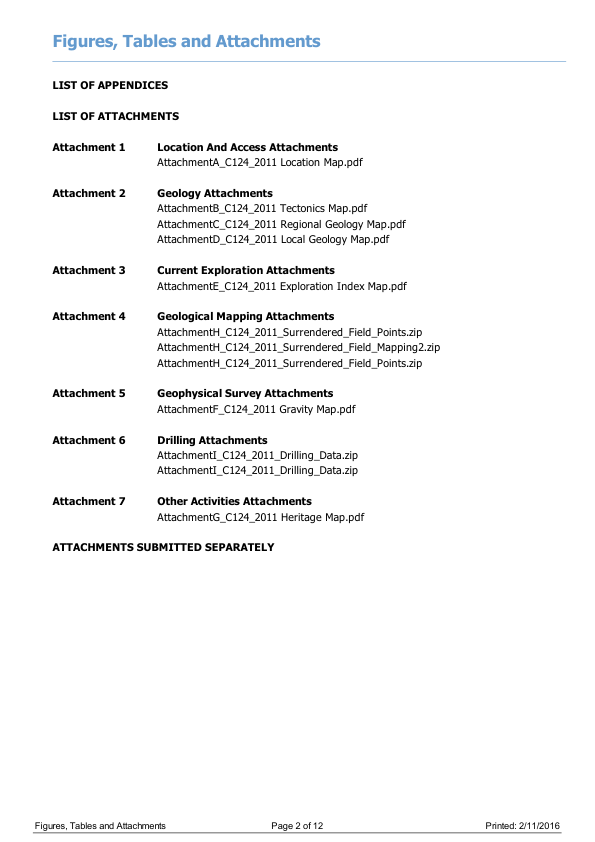 Figures, Tables and Attachments
LIST OF APPENDICES
LIST OF ATTACHMENTS
Attachment 1 Location And Access Attachments
AttachmentA_C124_2011 Location Map.pdf
Attachment 2 Geology Attachments
AttachmentB_C124_2011 Tectonics Map.pdf
AttachmentC_C124_2011 Regional Geology Map.pdf
AttachmentD_C124_2011 Local Geology Map.pdf
Attachment 3 Current Exploration Attachments
AttachmentE_C124_2011 Exploration Index Map.pdf
Attachment 4 Geological Mapping Attachments
AttachmentH_C124_2011_Surrendered_Field_Points.zip
AttachmentH_C124_2011_Surrendered_Field_Mapping2.zip
AttachmentH_C124_2011_Surrendered_Field_Points.zip
Attachment 5 Geophysical Survey Attachments
AttachmentF_C124_2011 Gravity Map.pdf
Attachment 6 Drilling Attachments
AttachmentI_C124_2011_Drilling_Data.zip
AttachmentI_C124_2011_Drilling_Data.zip
Attachment 7 Other Activities Attachments
AttachmentG_C124_2011 Heritage Map.pdf
ATTACHMENTS SUBMITTED SEPARATELY
Figures, Tables and Attachments Page 2 of 12 Printed: 2/11/2016